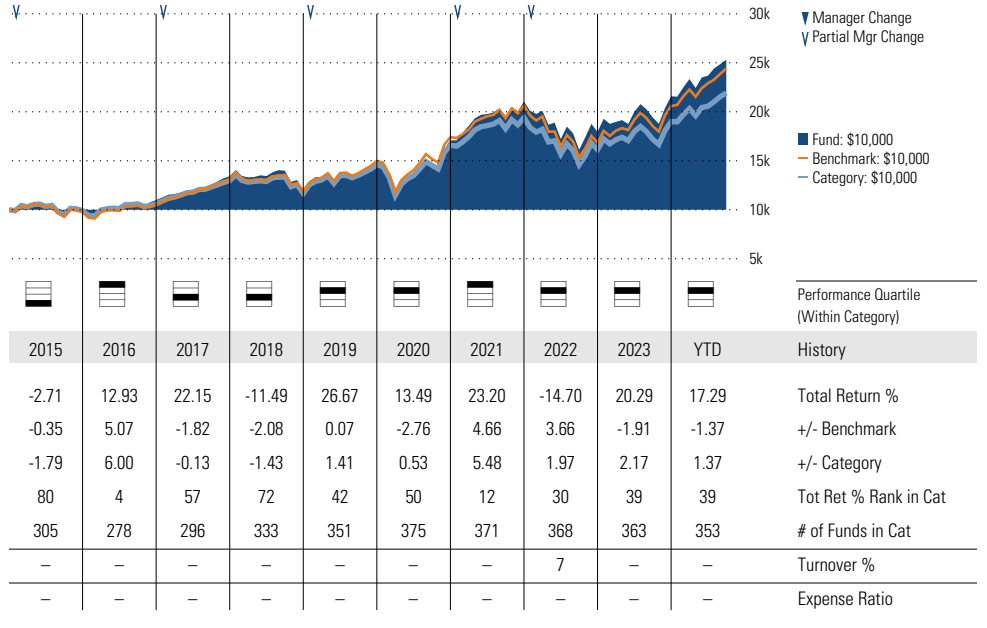 30k
25k
20k
15k
10k
5k
Manager Change
Partial Mgr Change
Fund: $10,000
Benchmark: $10,000
Category: $10,000
Performance Quartile
(Within Category)
2015 2016 2017 2018 2019 2020 2021 2022 2023 YTD History
-2.71 12.93 22.15 -11.49 26.67 13.49 23.20 -14.70 20.29 17.29 Total Return %
-0.35 5.07 -1.82 -2.08 0.07 -2.76 4.66 3.66 -1.91 -1.37 +/- Benchmark
-1.79 6.00 -0.13 -1.43 1.41 0.53 5.48 1.97 2.17 1.37 +/- Category
80 4 57 72 42 50 12 30 39 39 Tot Ret % Rank in Cat
305 278 296 333 351 375 371 368 363 353 # of Funds in Cat
– – – – – – – 7 – – Turnover %
– – – – – – – – – – Expense Ratio